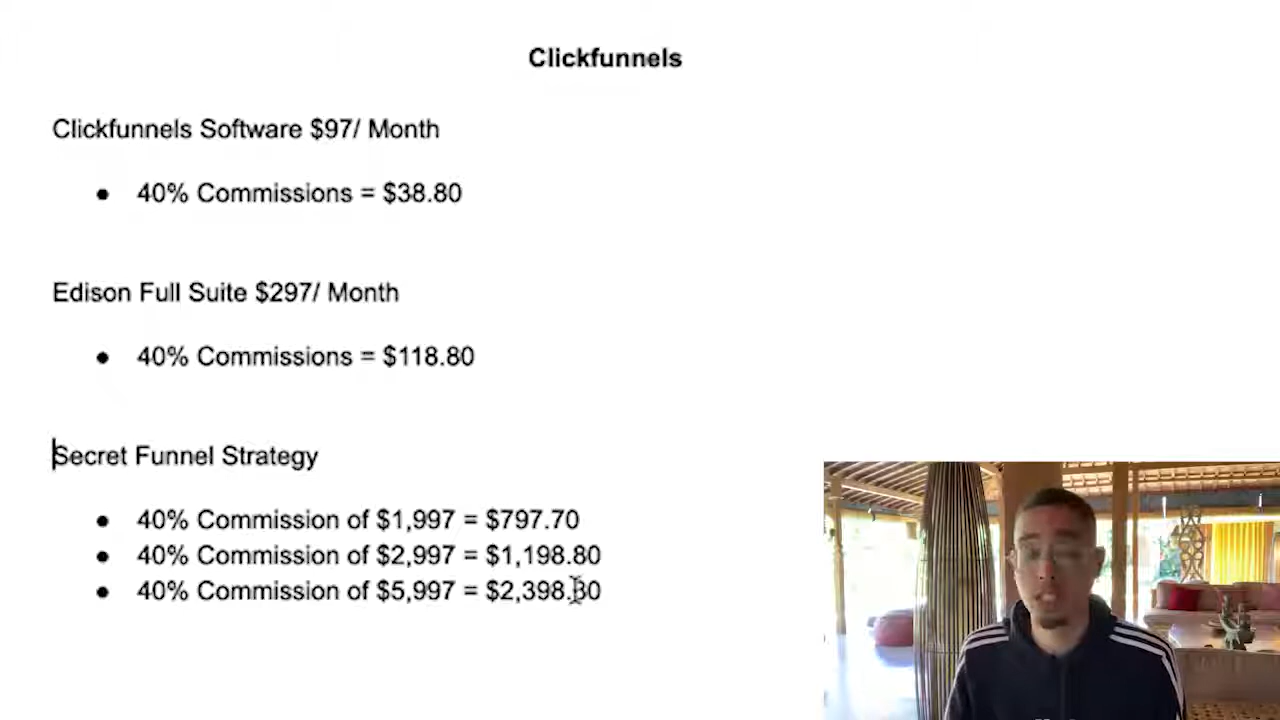 Clickfunnels
Clickfunnels Software $97/ Month
● 40% Commissions = $38.80
Edison Full Suite $297/ Month
● 40% Commissions = $118.80
Secret Funnel Strategy
● 40% Commission of $1,997 = $797.70
● 40% Commission of $2,997 = $1,198.80
● 40% Commission of $5,997 = $2,398.80